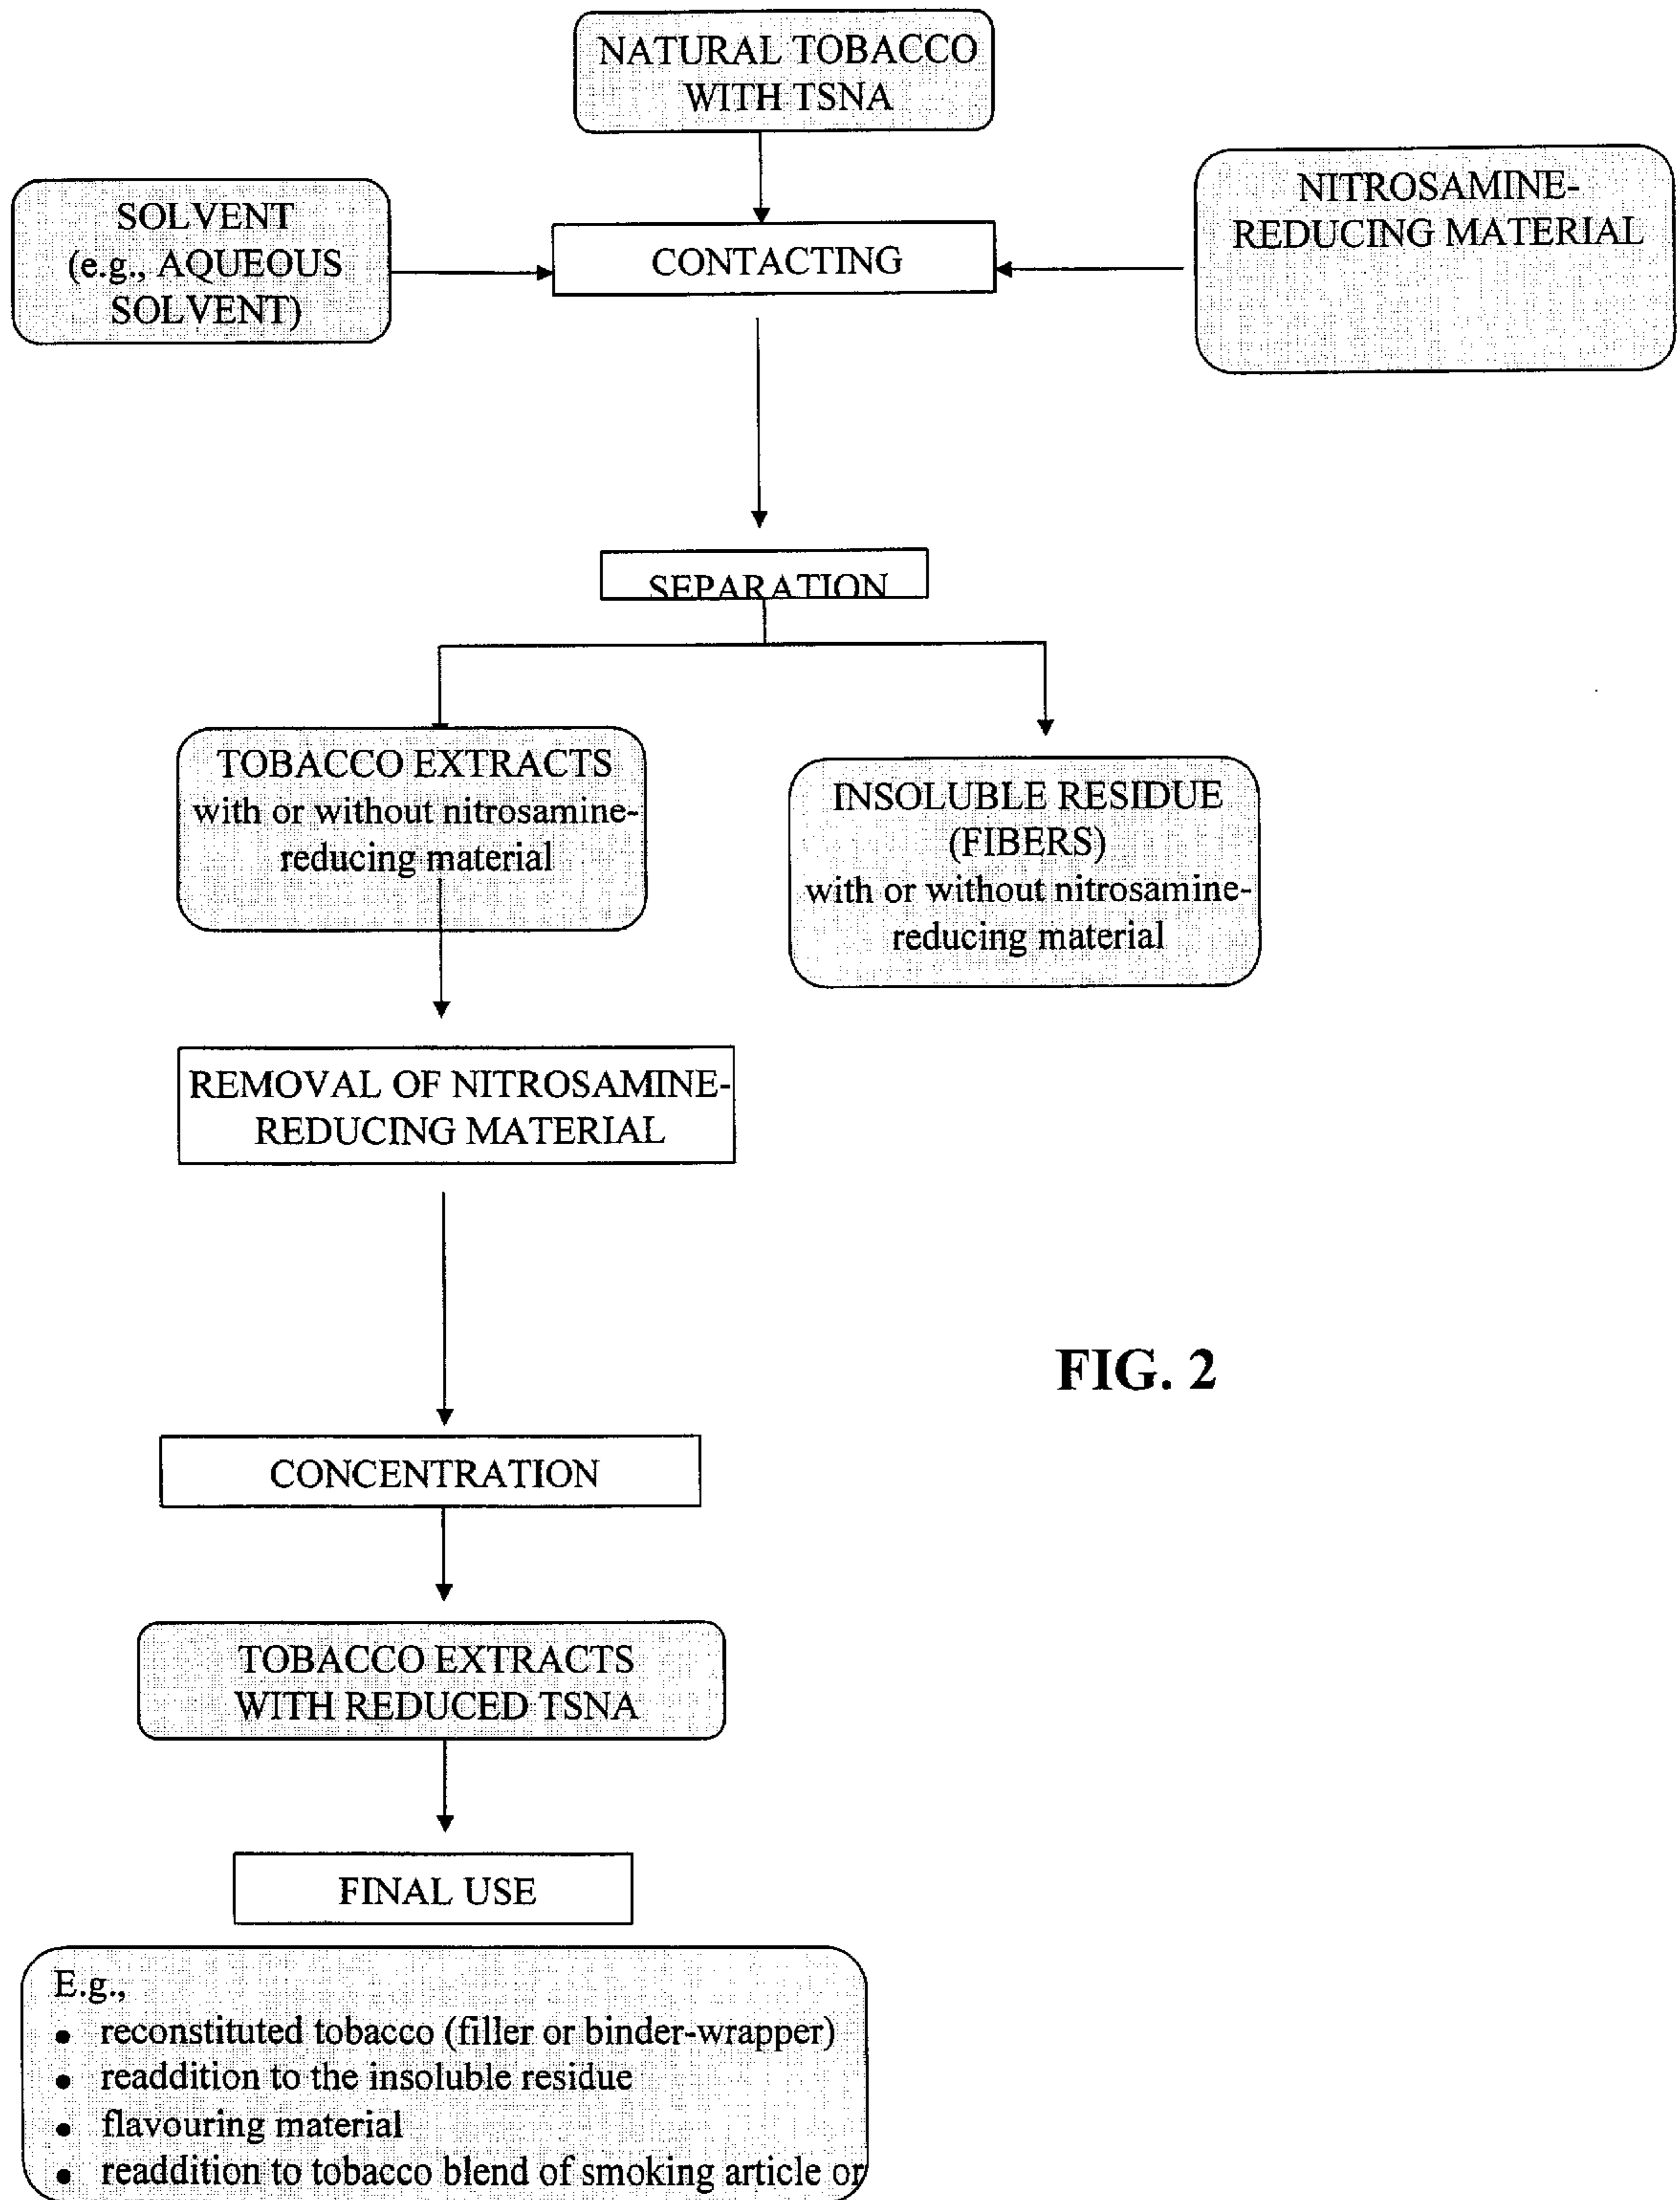 NATURAL TOBACCO
WITH TSNA
SOLVENT
(e.g., AQUEOUS
SOLVENT)
CONTACTING
NITROSAMINE-
REDUCING MATERIAL
SEPARATION
TOBACCO EXTRACTS
with or without nitrosamine-
reducing material
INSOLUBLE RESIDUE
(FIBERS)
with or without nitrosamine-
reducing material
REMOVAL OF NITROSAMINE-
REDUCING MATERIAL
FIG. 2
CONCENTRATION
TOBACCO EXTRACTS
WITH REDUCED TSNA
FINAL USE
E.g.,
• reconstituted tobacco (filler or binder-wrapper)
• readdition to the insoluble residue
• flavouring material
• readdition to tobacco blend of smoking article or